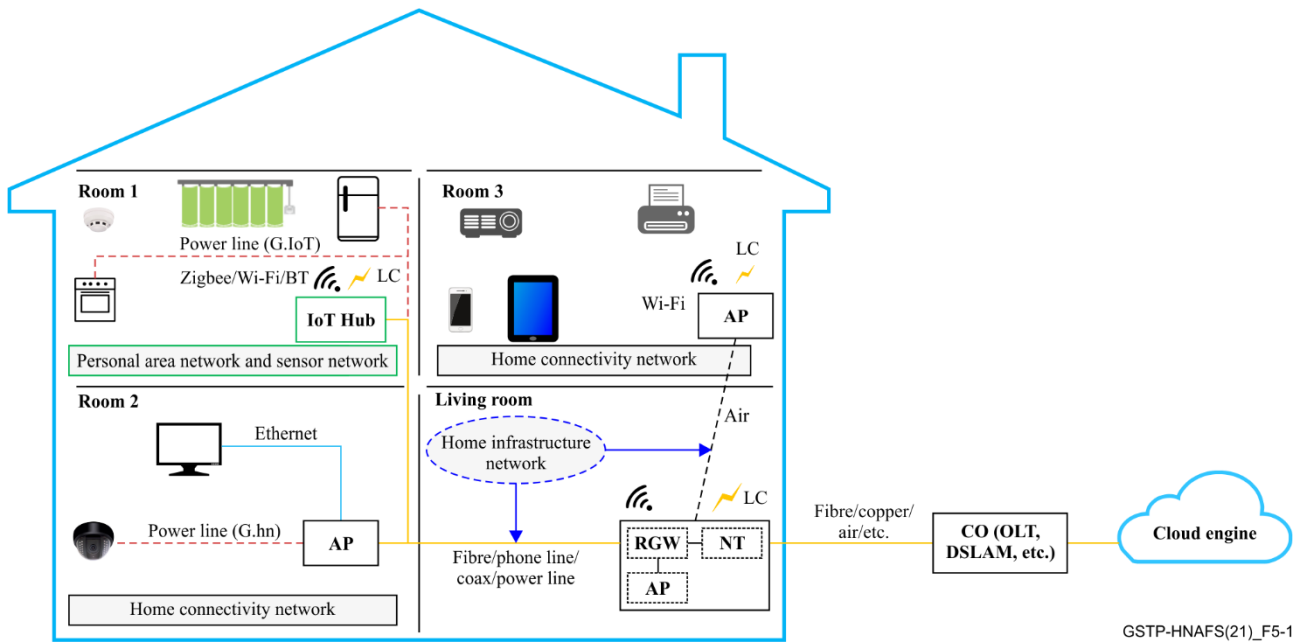 Room 1
Power line (G.IoT)
Zigbee/Wi-Fi/BT
LC
IoT Hub
Personal area network and sensor network
Room 3
LC
Wi-Fi
AP
Home connectivity network
Room 2
Ethernet
Power line (G.hn)
AP
Home connectivity network
Living room
Home infrastructure
network
Air
LC
RGW
NT
AP
Fibre/phone line/
coax/power line
Fibre/copper/
air/etc.
CO (OLT,
DSLAM, etc.)
Cloud engine
GSTP-HNAFS(21)_F5-1